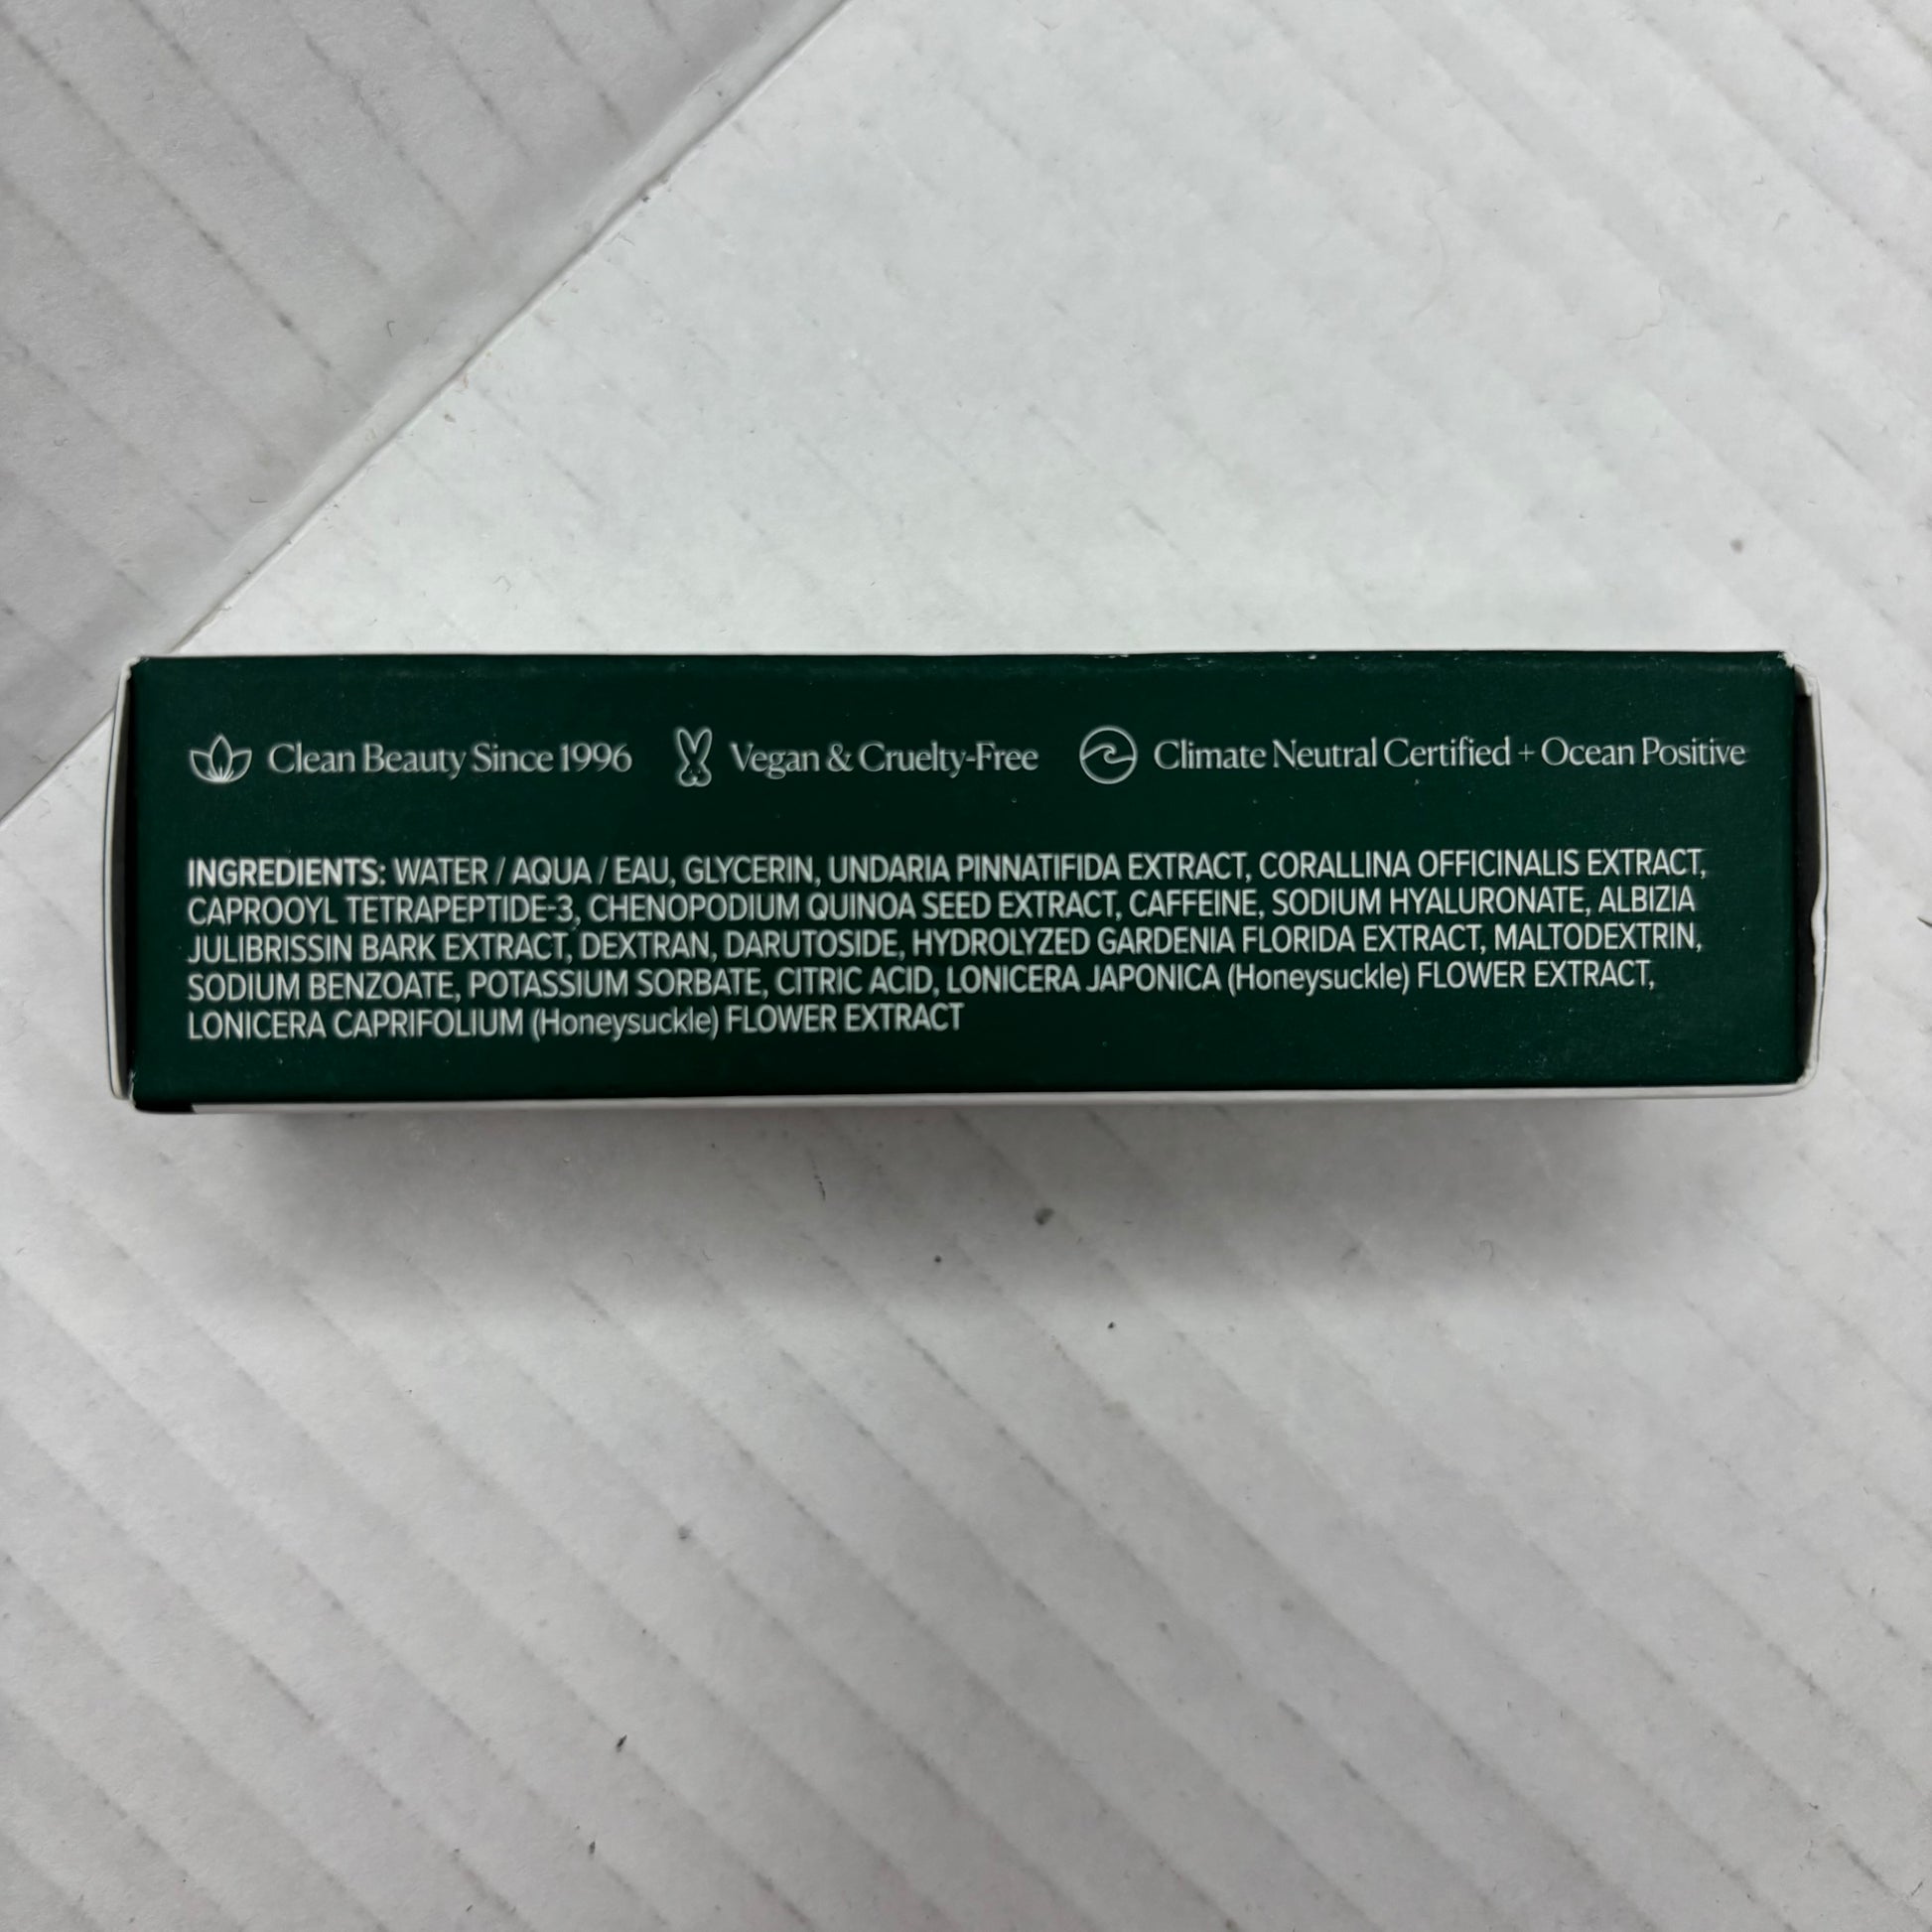 Clean Beauty Since 1996 Vegan & Cruelty-Free Climate Neutral Certified + Ocean Positive
INGREDIENTS: WATER / AQUA / EAU, GLYCERIN, UNDARIA PINNATIFIDA EXTRACT, CORALLINA OFFICINALIS EXTRACT,
CAPROOYL TETRAPEPTIDE-3, CHENOPODIUM QUINOA SEED EXTRACT, CAFFEINE, SODIUM HYALURONATE, ALBIZIA
JULIBRISSIN BARK EXTRACT, DEXTRAN, DARUTOSIDE, HYDROLYZED GARDENIA FLORIDA EXTRACT, MALTODEXTRIN,
SODIUM BENZOATE, POTASSIUM SORBATE, CITRIC ACID, LONICERA JAPONICA (Honeysuckle) FLOWER EXTRACT,
LONICERA CAPRIFOLIUM (Honeysuckle) FLOWER EXTRACT